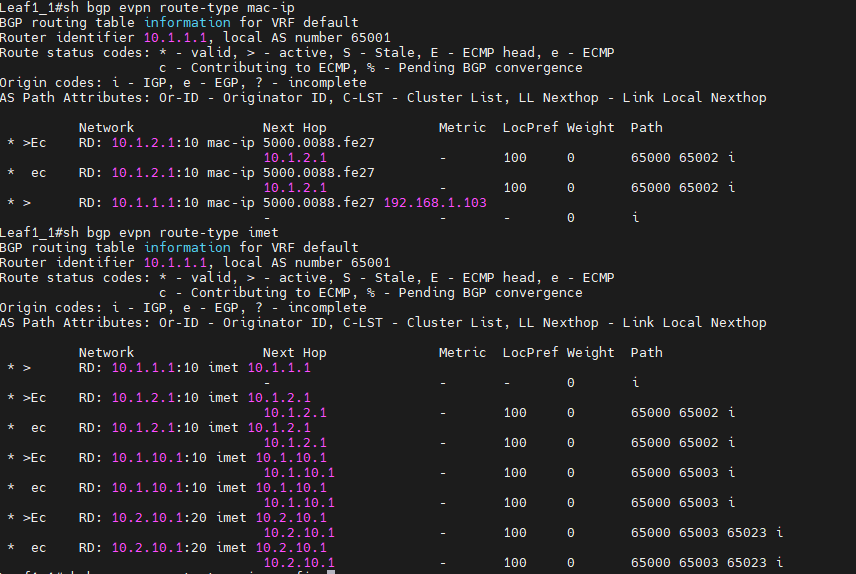 Leaf1_1#sh bgp evpn route-type mac-ip
BGP routing table information for VRF default
Router identifier 10.1.1.1, local AS number 65001
Route status codes: * - valid, > - active, S - Stale, E - ECMP head, e - ECMP
                    c - Contributing to ECMP, % - Pending BGP convergence
Origin codes: i - IGP, e - EGP, ? - incomplete
AS Path Attributes: Or-ID - Originator ID, C-LST - Cluster List, LL Nexthop - Link Local Nexthop

          Network                Next Hop              Metric  LocPref Weight  Path
 * >Ec    RD: 10.1.2.1:10 mac-ip 5000.0088.fe27
                                 10.1.2.1              -       100     0       65000 65002 i
 *  ec    RD: 10.1.2.1:10 mac-ip 5000.0088.fe27
                                 10.1.2.1              -       100     0       65000 65002 i
 * >      RD: 10.1.1.1:10 mac-ip 5000.0088.fe27 192.168.1.103
                                 -                     -       -       0       i
Leaf1_1#sh bgp evpn route-type imet
BGP routing table information for VRF default
Router identifier 10.1.1.1, local AS number 65001
Route status codes: * - valid, > - active, S - Stale, E - ECMP head, e - ECMP
                    c - Contributing to ECMP, % - Pending BGP convergence
Origin codes: i - IGP, e - EGP, ? - incomplete
AS Path Attributes: Or-ID - Originator ID, C-LST - Cluster List, LL Nexthop - Link Local Nexthop

          Network                Next Hop              Metric  LocPref Weight  Path
 * >      RD: 10.1.1.1:10 imet 10.1.1.1
                                 -                     -       -       0       i
 * >Ec    RD: 10.1.2.1:10 imet 10.1.2.1
                                 10.1.2.1              -       100     0       65000 65002 i
 *  ec    RD: 10.1.2.1:10 imet 10.1.2.1
                                 10.1.2.1              -       100     0       65000 65002 i
 * >Ec    RD: 10.1.10.1:10 imet 10.1.10.1
                                 10.1.10.1             -       100     0       65000 65003 i
 *  ec    RD: 10.1.10.1:10 imet 10.1.10.1
                                 10.1.10.1             -       100     0       65000 65003 i
 * >Ec    RD: 10.2.10.1:20 imet 10.2.10.1
                                 10.2.10.1             -       100     0       65000 65003 65023 i
 *  ec    RD: 10.2.10.1:20 imet 10.2.10.1
                                 10.2.10.1             -       100     0       65000 65003 65023 i